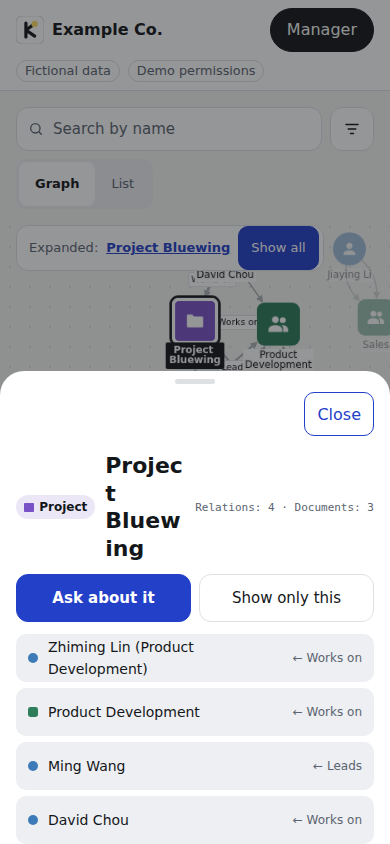 Example Co.
Manager
Fictional data
Demo permissions
Search by name
Graph
List
Expanded: Project Bluewing
Show all
David Chou
Jiaying Li
Works on
Project
Bluewing
Product
Development
Lead
Sales
Close
Project
Projec
t
Bluew
ing
Relations: 4 · Documents: 3
Ask about it
Show only this
Zhiming Lin (Product
Development)
← Works on
Product Development
← Works on
Ming Wang
← Leads
David Chou
← Works on